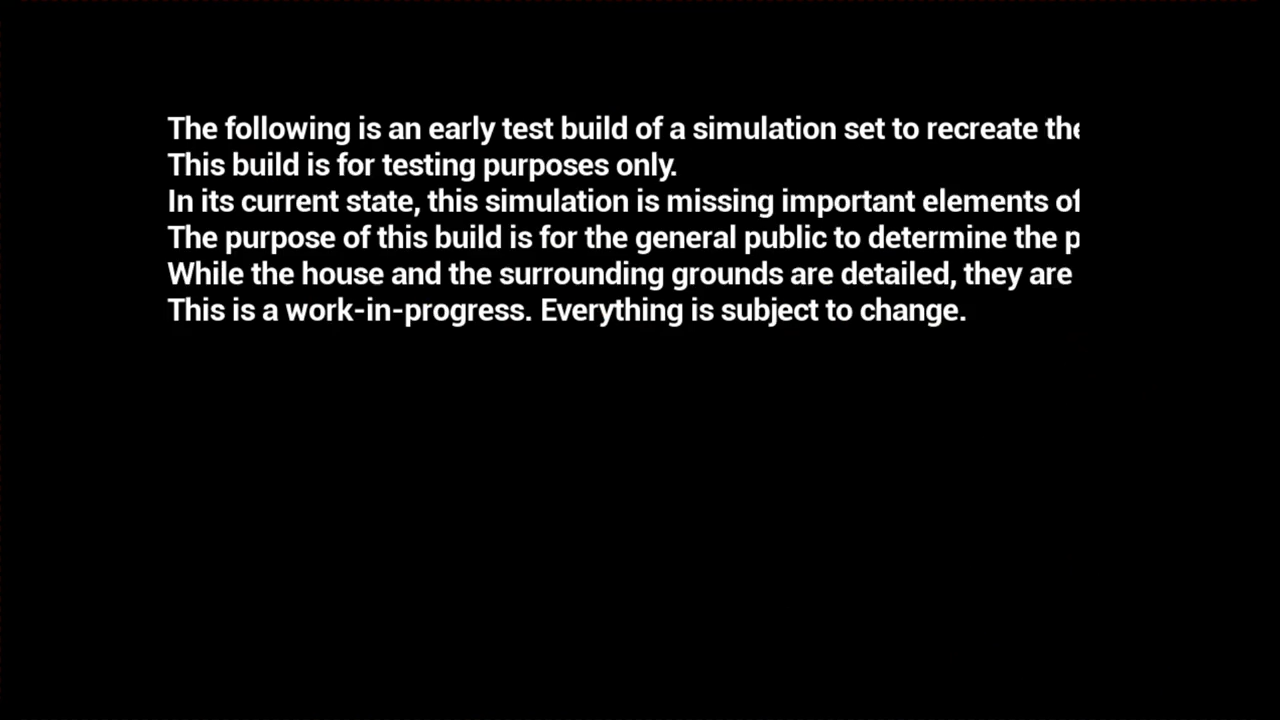 The following is an early test build of a simulation set to recreate the
This build is for testing purposes only.
In its current state, this simulation is missing important elements of
The purpose of this build is for the general public to determine the p
While the house and the surrounding grounds are detailed, they are
This is a work-in-progress. Everything is subject to change.